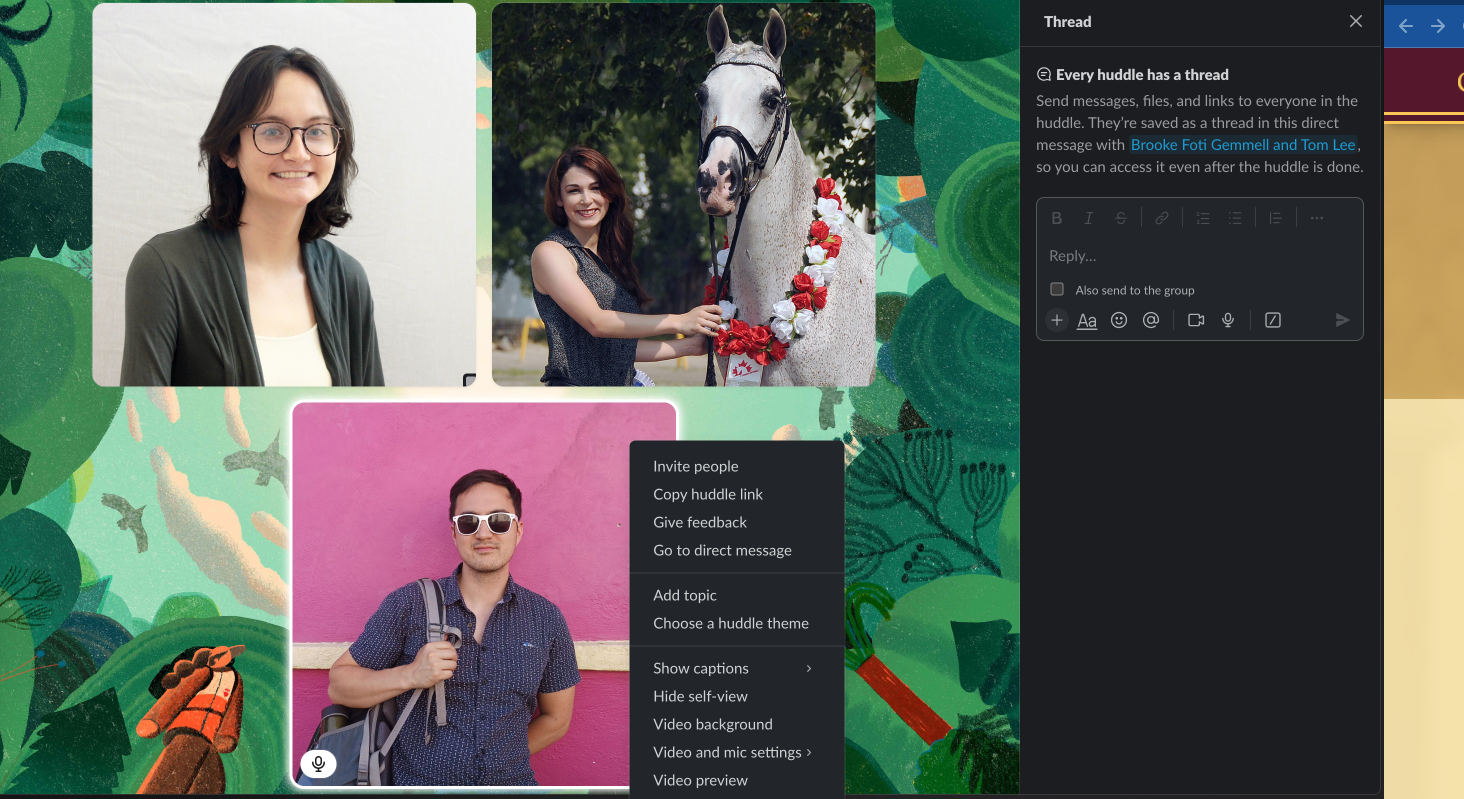 Thread
Every huddle has a thread
Send messages, files, and links to everyone in the
huddle. They're saved as a thread in this direct
message with Brooke Foti Gemmell and Tom Lee,
so you can access it even after the huddle is done.
B I S
Reply...
Also send to the group
Aa
Invite people
Copy huddle link
Give feedback
Go to direct message
Add topic
Choose a huddle theme
Show captions
Hide self-view
Video background
Video and mic settings
Video preview